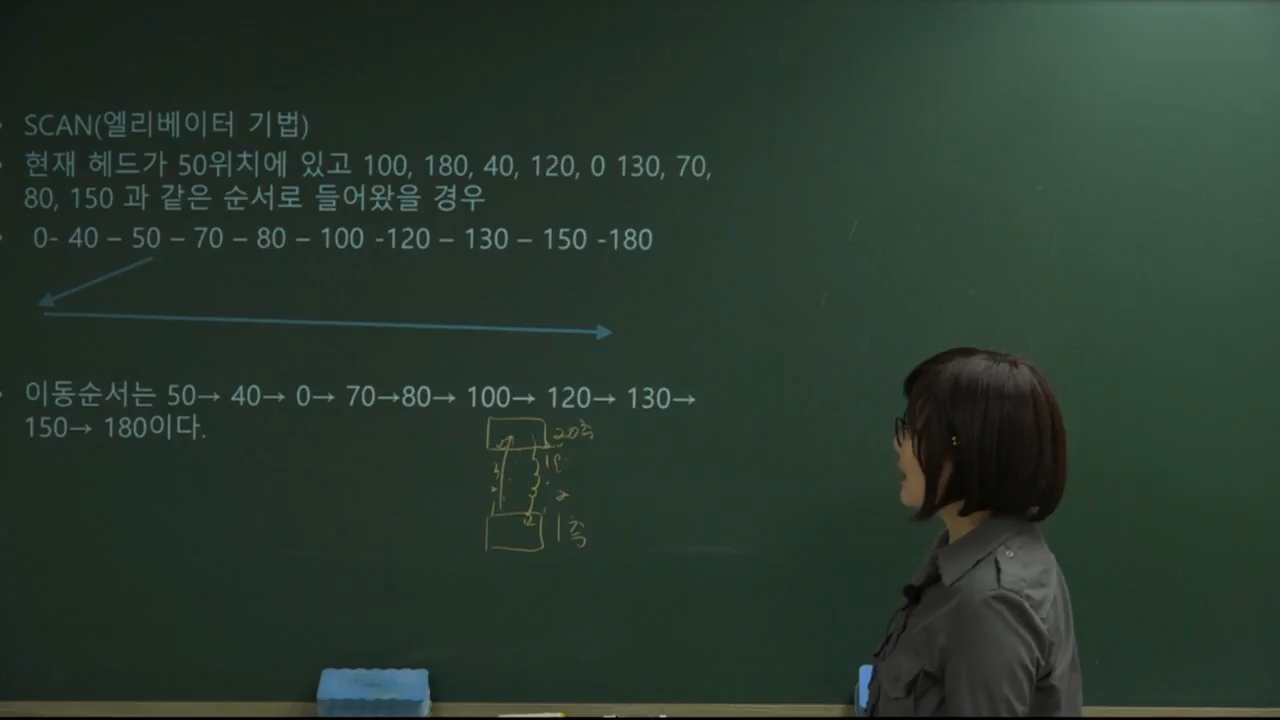 SCAN(엘리베이터 기법)
현재 헤드가 50위치에 있고 100, 180, 40, 120, 0 130, 70,
80, 150 과 같은 순서로 들어왔을 경우
0- 40 – 50 – 70 – 80 – 100 -120 – 130 – 150 -180
이동순서는 50→ 40→ 0→ 70→80→ 100→ 120→ 130→
150→ 180이다.
20층
2
1층